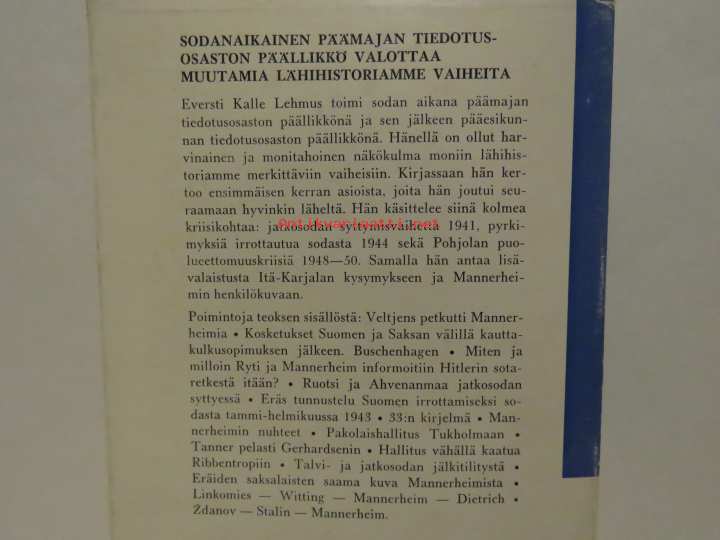 SODANAIKAINEN PÄÄMAJAN TIEDOTUS-
OSASTON PÄÄLLIKKÖ VALOTTAA
MUUTAMIA LÄHIHISTORIAMME VAIHEITA
Eversti Kalle Lehmus toimi sodan aikana päämajan
tiedotusosaston päällikkönä ja sen jälkeen pääesikun-
nan tiedotusosaston päällikkönä. Hänellä on ollut har-
vinainen ja monitahoinen näkökulma moniin lähihis-
toriamme merkittäviin vaiheisiin. Kirjassaan hän ker-
too ensimmäisen kerran asioista, joita hän joutui seu-
raamaan hyvinkin läheltä. Hän käsittelee siinä kolmea
Antikvariaatti.net
kriisikohtaa: jatkosodan syttymisvaihetta 1941, pyrki-
myksiä irrottautua sodasta 1944 sekä Pohjolan puo-
lueettomuuskriisiä 1948—50. Samalla hän antaa lisä-
valaistusta Itä-Karjalan kysymykseen ja Mannerhei-
min henkilökuvaan.
Poimintoja teoksen sisällöstä: Veltjens petkutti Manner-
heimia • Kosketukset Suomen ja Saksan välillä kautta-
kulkusopimuksen jälkeen. Buschenhagen • Miten ja
milloin Ryti ja Mannerheim informoitiin Hitlerin sota-
retkestä itään? • Ruotsi ja Ahvenanmaa jatkosodan
syttyessä • Eräs tunnustelu Suomen irrottamiseksi so-
dasta tammi-helmikuussa 1943 • 33:n kirjelmä • Man-
nerheimin nuhteet • Pakolaishallitus Tukholmaan •
Tanner pelasti Gerhardsenin • Hallitus vähällä kaatua
Ribbentropiin • Talvi- ja jatkosodan jälkitilitystä •
Eräiden saksalaisten saama kuva Mannerheimista •
Linkomies — Witting — Mannerheim — Dietrich •
Ždanov — Stalin — Mannerheim.